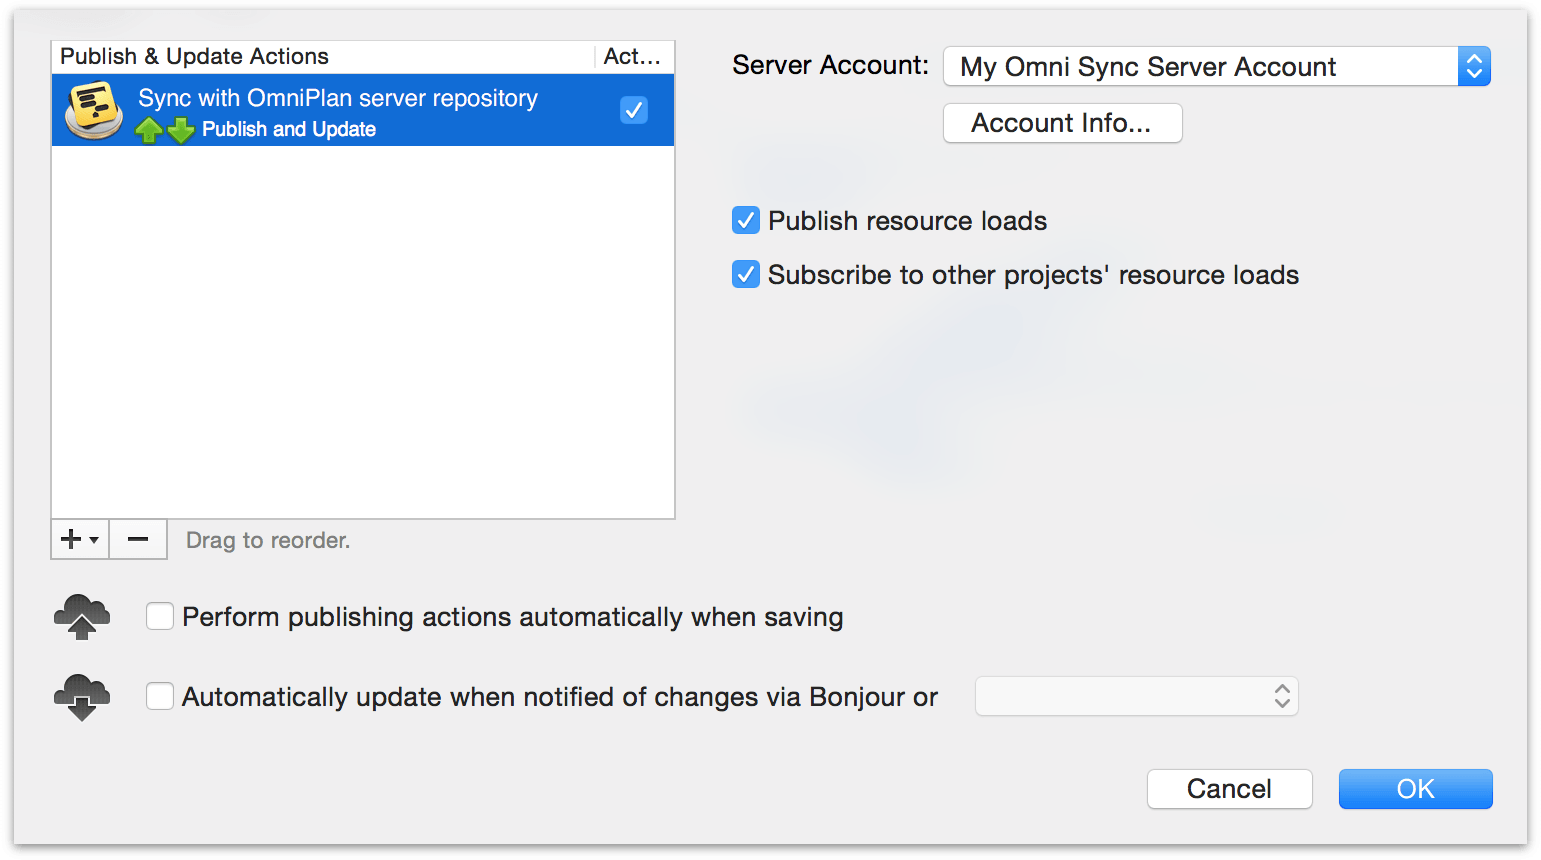 Publish & Update Actions
Act...
Sync with OmniPlan server repository
Publish and Update
Drag to reorder.
Server Account:
My Omni Sync Server Account
Account Info...
Publish resource loads
Subscribe to other projects' resource loads
Perform publishing actions automatically when saving
Automatically update when notified of changes via Bonjour or
Cancel
OK